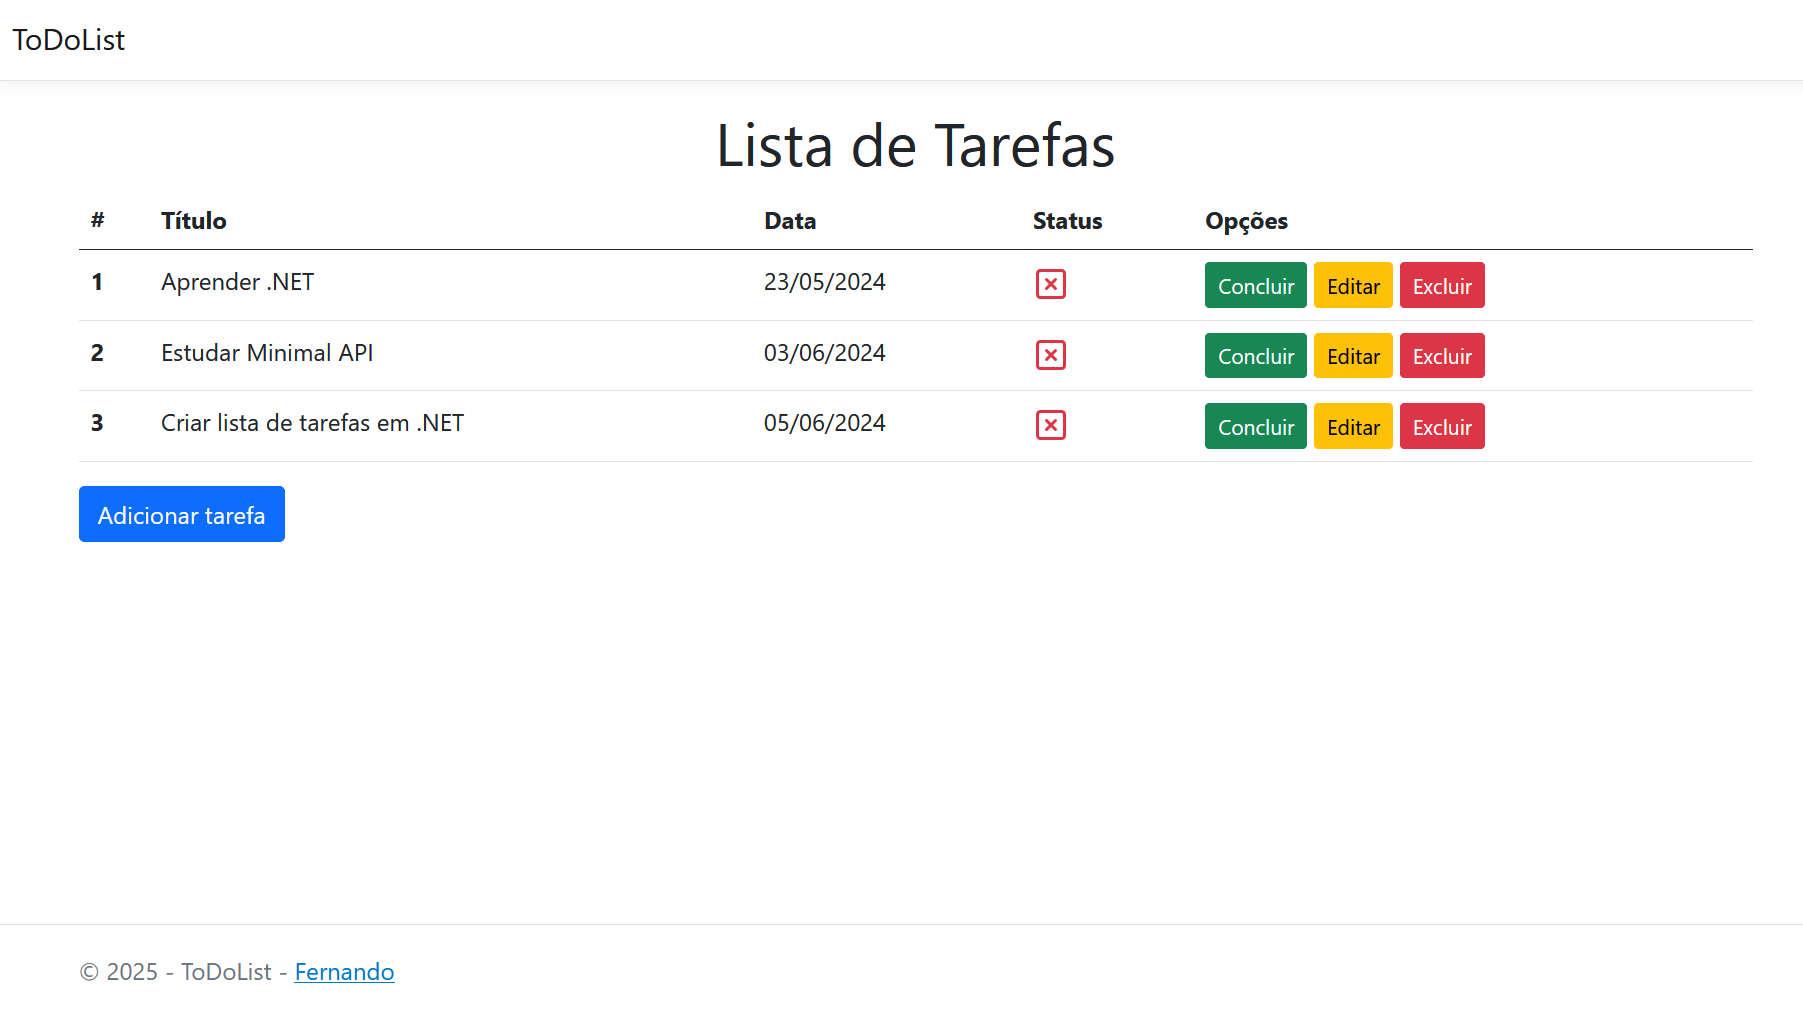 ToDoList
Lista de Tarefas
# Título Data Status Opções
1 Aprender .NET 23/05/2024 Concluir Editar Excluir
2 Estudar Minimal API 03/06/2024 Concluir Editar Excluir
3 Criar lista de tarefas em .NET 05/06/2024 Concluir Editar Excluir
Adicionar tarefa
© 2025 - ToDoList - Fernando